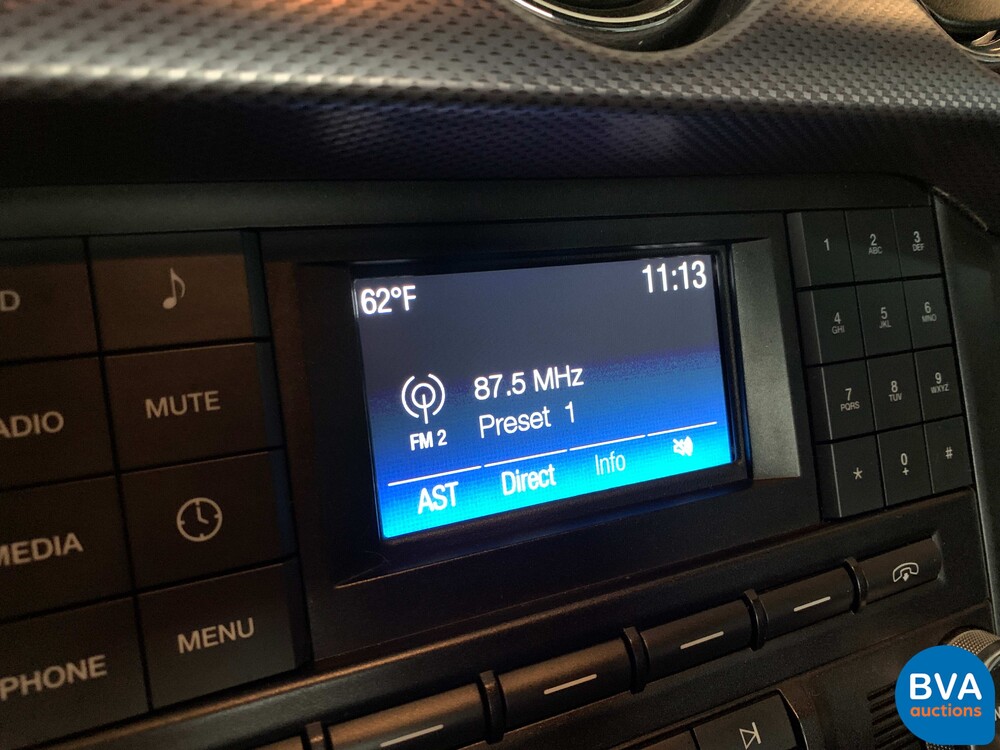 62°F
11:13
87.5 MHz
FM 2
Preset 1
AST
Direct
Info
D
ADIO
MUTE
MEDIA
PHONE
MENU
1
2
ABC
3
DEF
4
GHI
5
JKL
6
MNO
7
PQRS
8
TUV
9
WXYZ
*
0
+
#
BVA
auctions